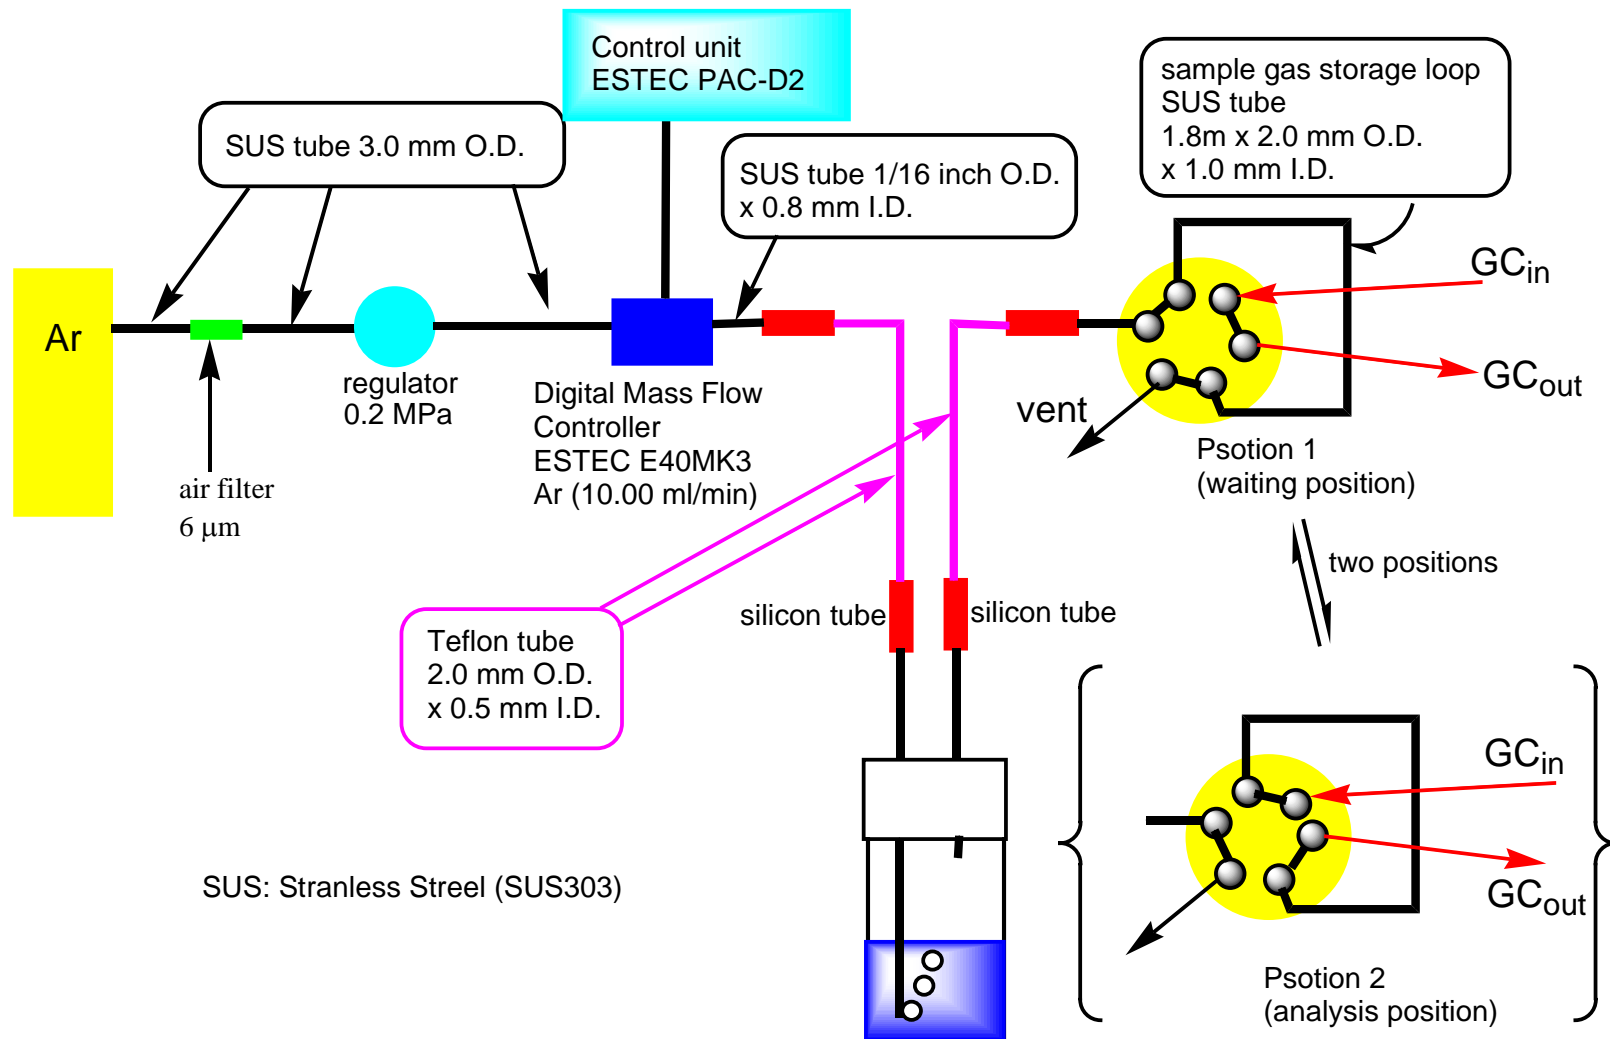 Control unit
ESTEC PAC-D2
sample gas storage loop
SUS tube
1.8m x 2.0 mm O.D.
x 1.0 mm I.D.
SUS tube 3.0 mm O.D.
SUS tube 1/16 inch O.D.
x 0.8 mm I.D.
Ar
GCin
GCout
regulator
0.2 MPa
Digital Mass Flow
Controller
ESTEC E40MK3
Ar (10.00 ml/min)
vent
Psotion 1
(waiting position)
air filter
6 μm
two positions
silicon tube
silicon tube
Teflon tube
2.0 mm O.D.
x 0.5 mm I.D.
GCin
GCout
SUS: Stranless Streel (SUS303)
Psotion 2
(analysis position)